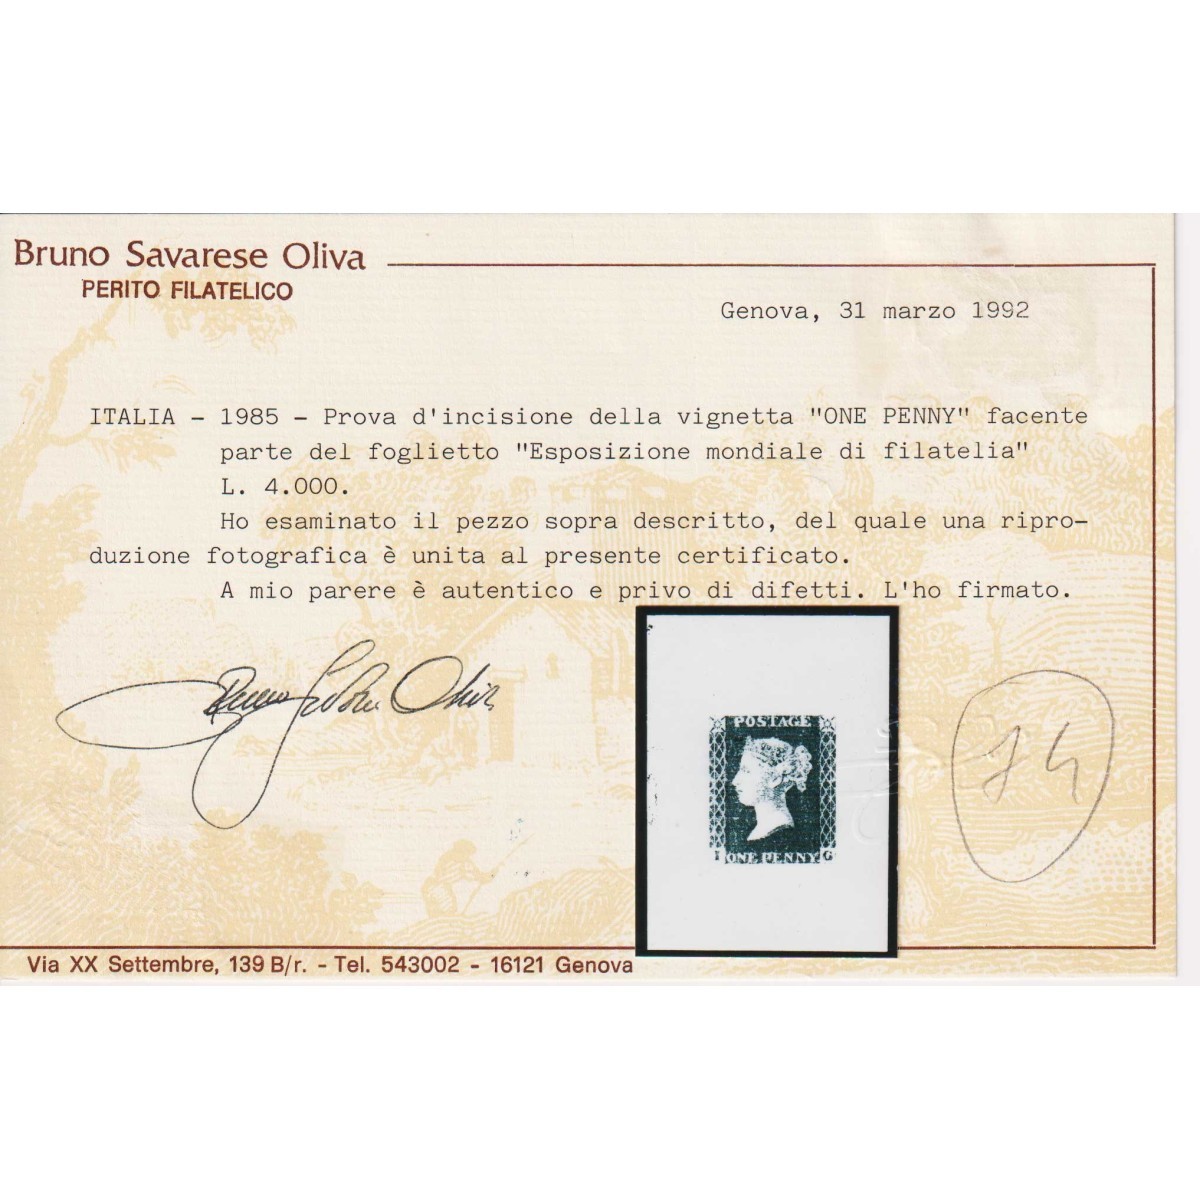 Bruno Savarese Oliva
PERITO FILATELICO
Genova, 31 marzo 1992
ITALIA - 1985 - Prova d'incisione della vignetta "ONE PENNY" facente
parte del foglietto "Esposizione mondiale di filatelia"
L. 4.000.
Ho esaminato il pezzo sopra descritto, del quale una ripro-
duzione fotografica è unita al presente certificato.
A mio parere è autentico e privo di difetti. L'ho firmato.
Bruno Savarese Oliva
POSTAGE
I ONE PENNY G
Via XX Settembre, 139 B/r. - Tel. 543002 - 16121 Genova